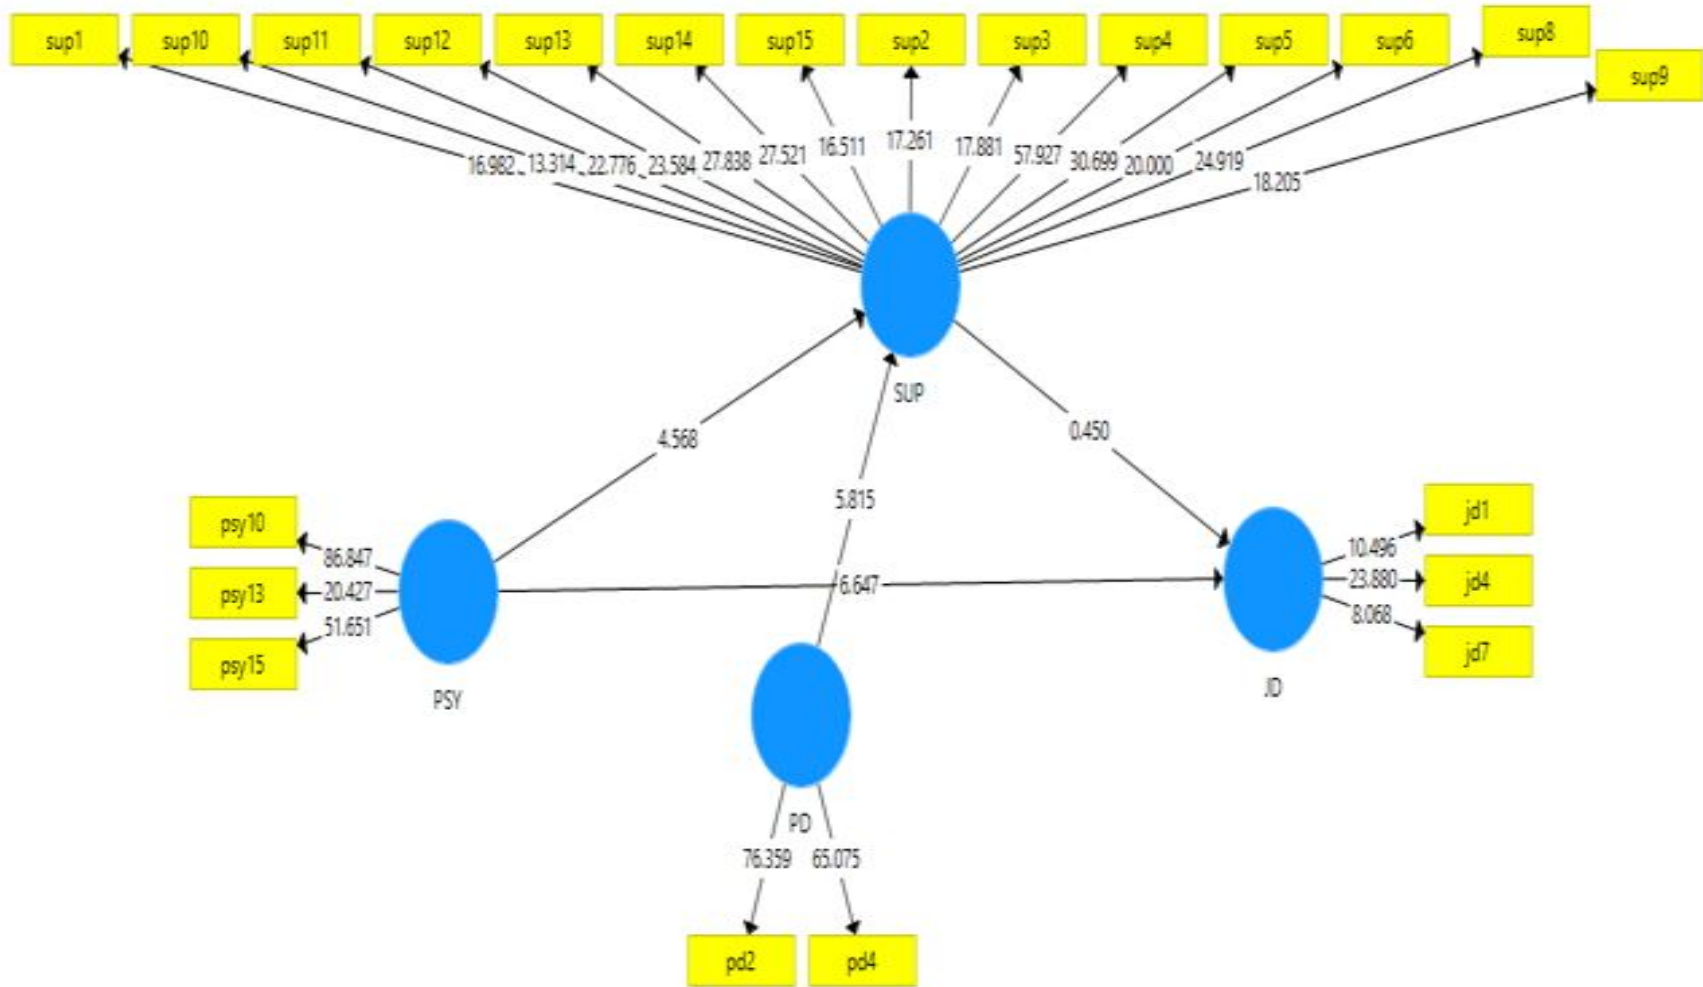 sup1 sup10 sup11 sup12 sup13 sup14 sup15 sup2 sup3 sup4 sup5 sup6 sup8
sup9
16.982 13.314 22.776 23.584 27.838 27.521 16.511 17.261 17.881 57.927 30.699 20.000 24.919
18.205
SUP
4.568 0.450
5.815
psy10
86.847
psy13
20.427
psy15
51.651
PSY
6.647
jd1
10.496
jd4
23.880
jd7
8.068
JD
PD
76.359 65.075
pd2 pd4